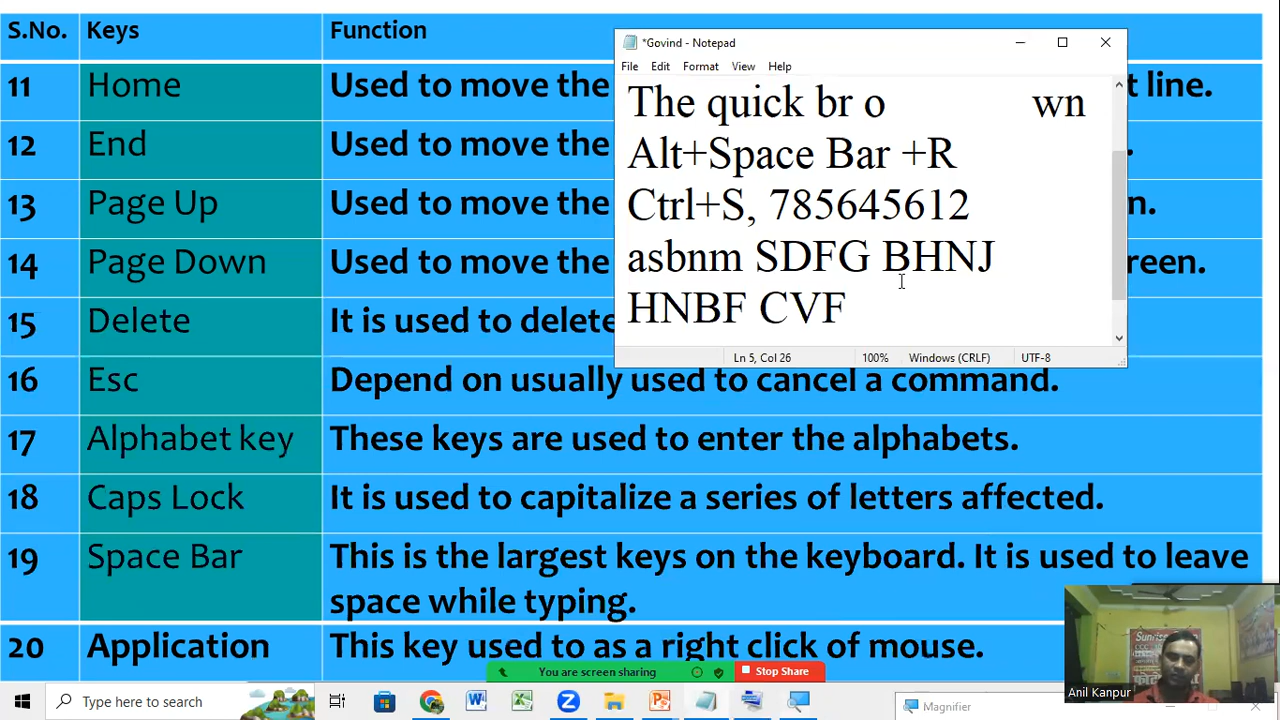 S.No. Keys Function
11 Home Used to move the t line.
12 End Used to move the .
13 Page Up Used to move the n.
14 Page Down Used to move the reen.
15 Delete It is used to delete
16 Esc Depend on usually used to cancel a command.
17 Alphabet key These keys are used to enter the alphabets.
18 Caps Lock It is used to capitalize a series of letters affected.
19 Space Bar This is the largest keys on the keyboard. It is used to leave
space while typing.
20 Application This key used to as a right click of mouse.
*Govind - Notepad
File Edit Format View Help
The quick br o wn
Alt+Space Bar +R
Ctrl+S, 785645612
asbnm SDFG BHNJ
HNBF CVF
Ln 5, Col 26 100% Windows (CRLF) UTF-8
You are screen sharing Stop Share
Anil Kanpur
Type here to search
Magnifier